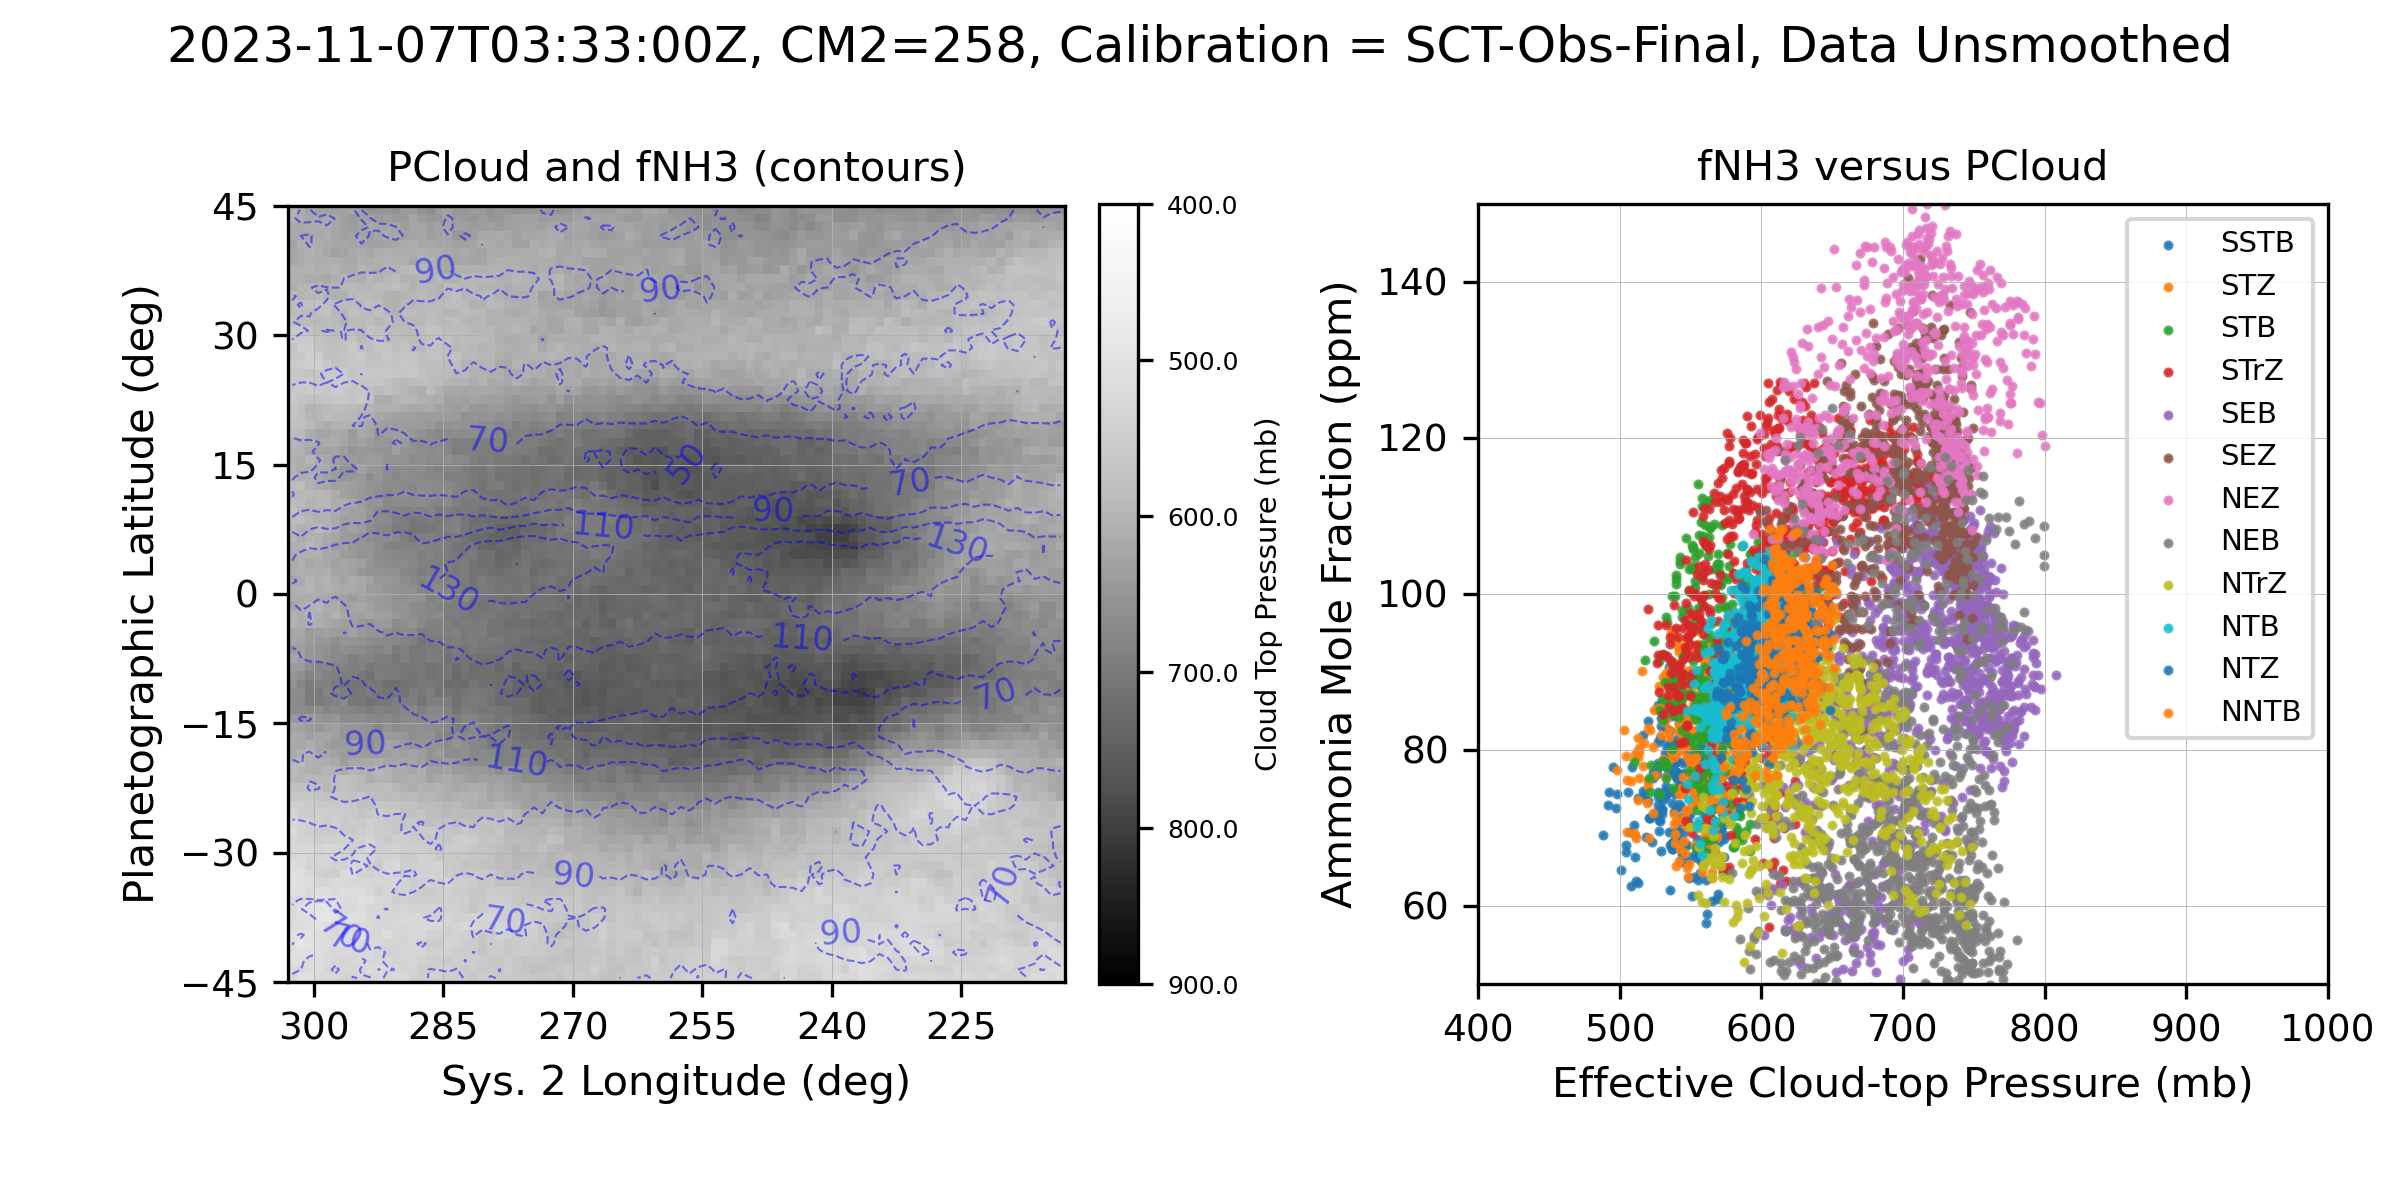 2023-11-07T03:33:00Z, CM2=258, Calibration = SCT-Obs-Final, Data Unsmoothed
PCloud and fNH3 (contours)
45
30
15
0
−15
−30
−45
Planetographic Latitude (deg)
300 285 270 255 240 225
Sys. 2 Longitude (deg)
90
90
70
50
70
90
110
130
130
110
70
90
110
90
70
70
70
70
90
400.0
500.0
600.0
700.0
800.0
900.0
Cloud Top Pressure (mb)
fNH3 versus PCloud
140
120
100
80
60
Ammonia Mole Fraction (ppm)
400 500 600 700 800 900 1000
Effective Cloud-top Pressure (mb)
SSTB
STZ
STB
STrZ
SEB
SEZ
NEZ
NEB
NTrZ
NTB
NTZ
NNTB